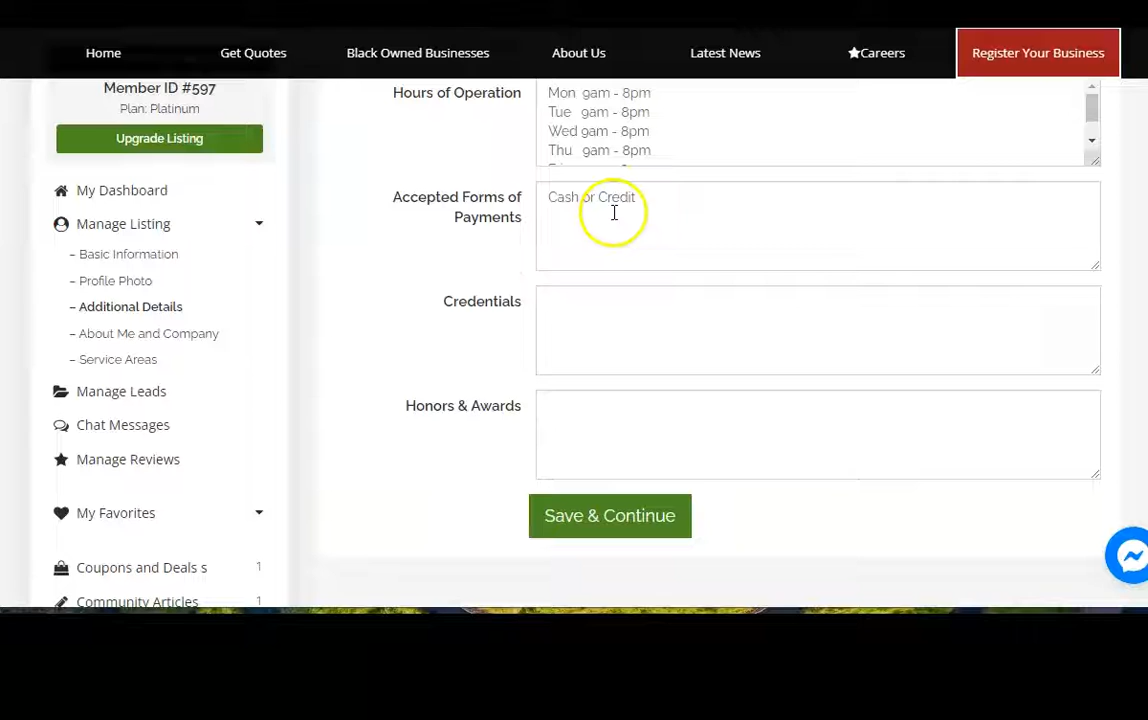 Home
Get Quotes
Black Owned Businesses
About Us
Latest News
Careers
Register Your Business
Member ID #597
Plan: Platinum
Upgrade Listing
My Dashboard
Manage Listing
– Basic Information
– Profile Photo
– Additional Details
– About Me and Company
– Service Areas
Manage Leads
Chat Messages
Manage Reviews
My Favorites
Coupons and Deals s 1
Community Articles 1
Hours of Operation
Mon 9am - 8pm
Tue 9am - 8pm
Wed 9am - 8pm
Thu 9am - 8pm
Accepted Forms of
Payments
Cash or Credit
Credentials
Honors & Awards
Save & Continue